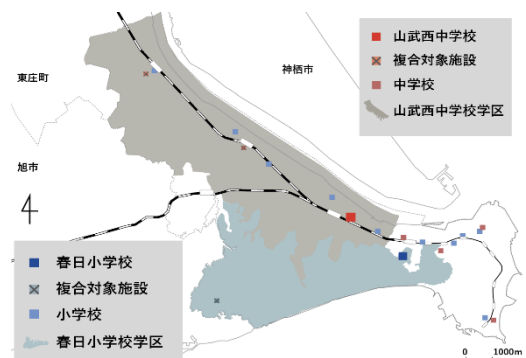 山武西中学校
複合対象施設
中学校
山武西中学校学区
東庄町
神栖市
旭市
春日小学校
複合対象施設
小学校
春日小学校学区
0 1000m